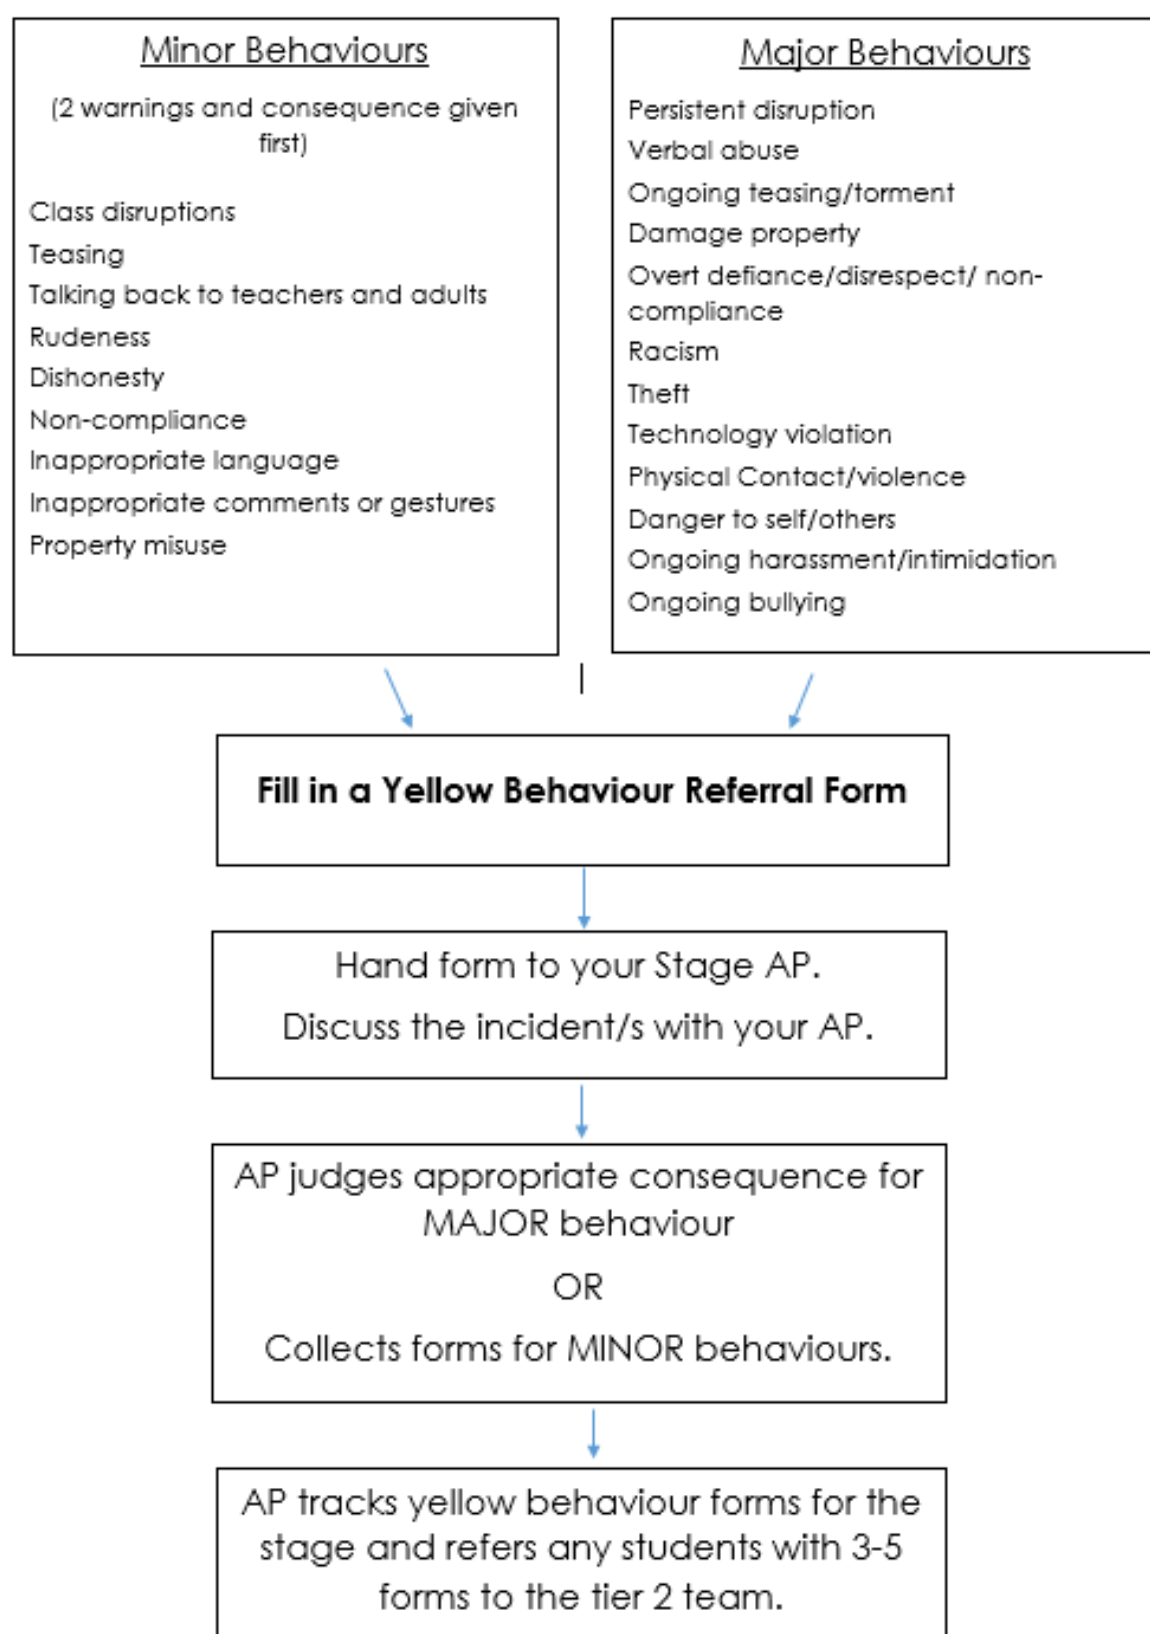 Minor Behaviours
(2 warnings and consequence given
first)
Class disruptions
Teasing
Talking back to teachers and adults
Rudeness
Dishonesty
Non-compliance
Inappropriate language
Inappropriate comments or gestures
Property misuse
Major Behaviours
Persistent disruption
Verbal abuse
Ongoing teasing/torment
Damage property
Overt defiance/disrespect/ non-
compliance
Racism
Theft
Technology violation
Physical Contact/violence
Danger to self/others
Ongoing harassment/intimidation
Ongoing bullying
Fill in a Yellow Behaviour Referral Form
Hand form to your Stage AP.
Discuss the incident/s with your AP.
AP judges appropriate consequence for
MAJOR behaviour
OR
Collects forms for MINOR behaviours.
AP tracks yellow behaviour forms for the
stage and refers any students with 3-5
forms to the tier 2 team.